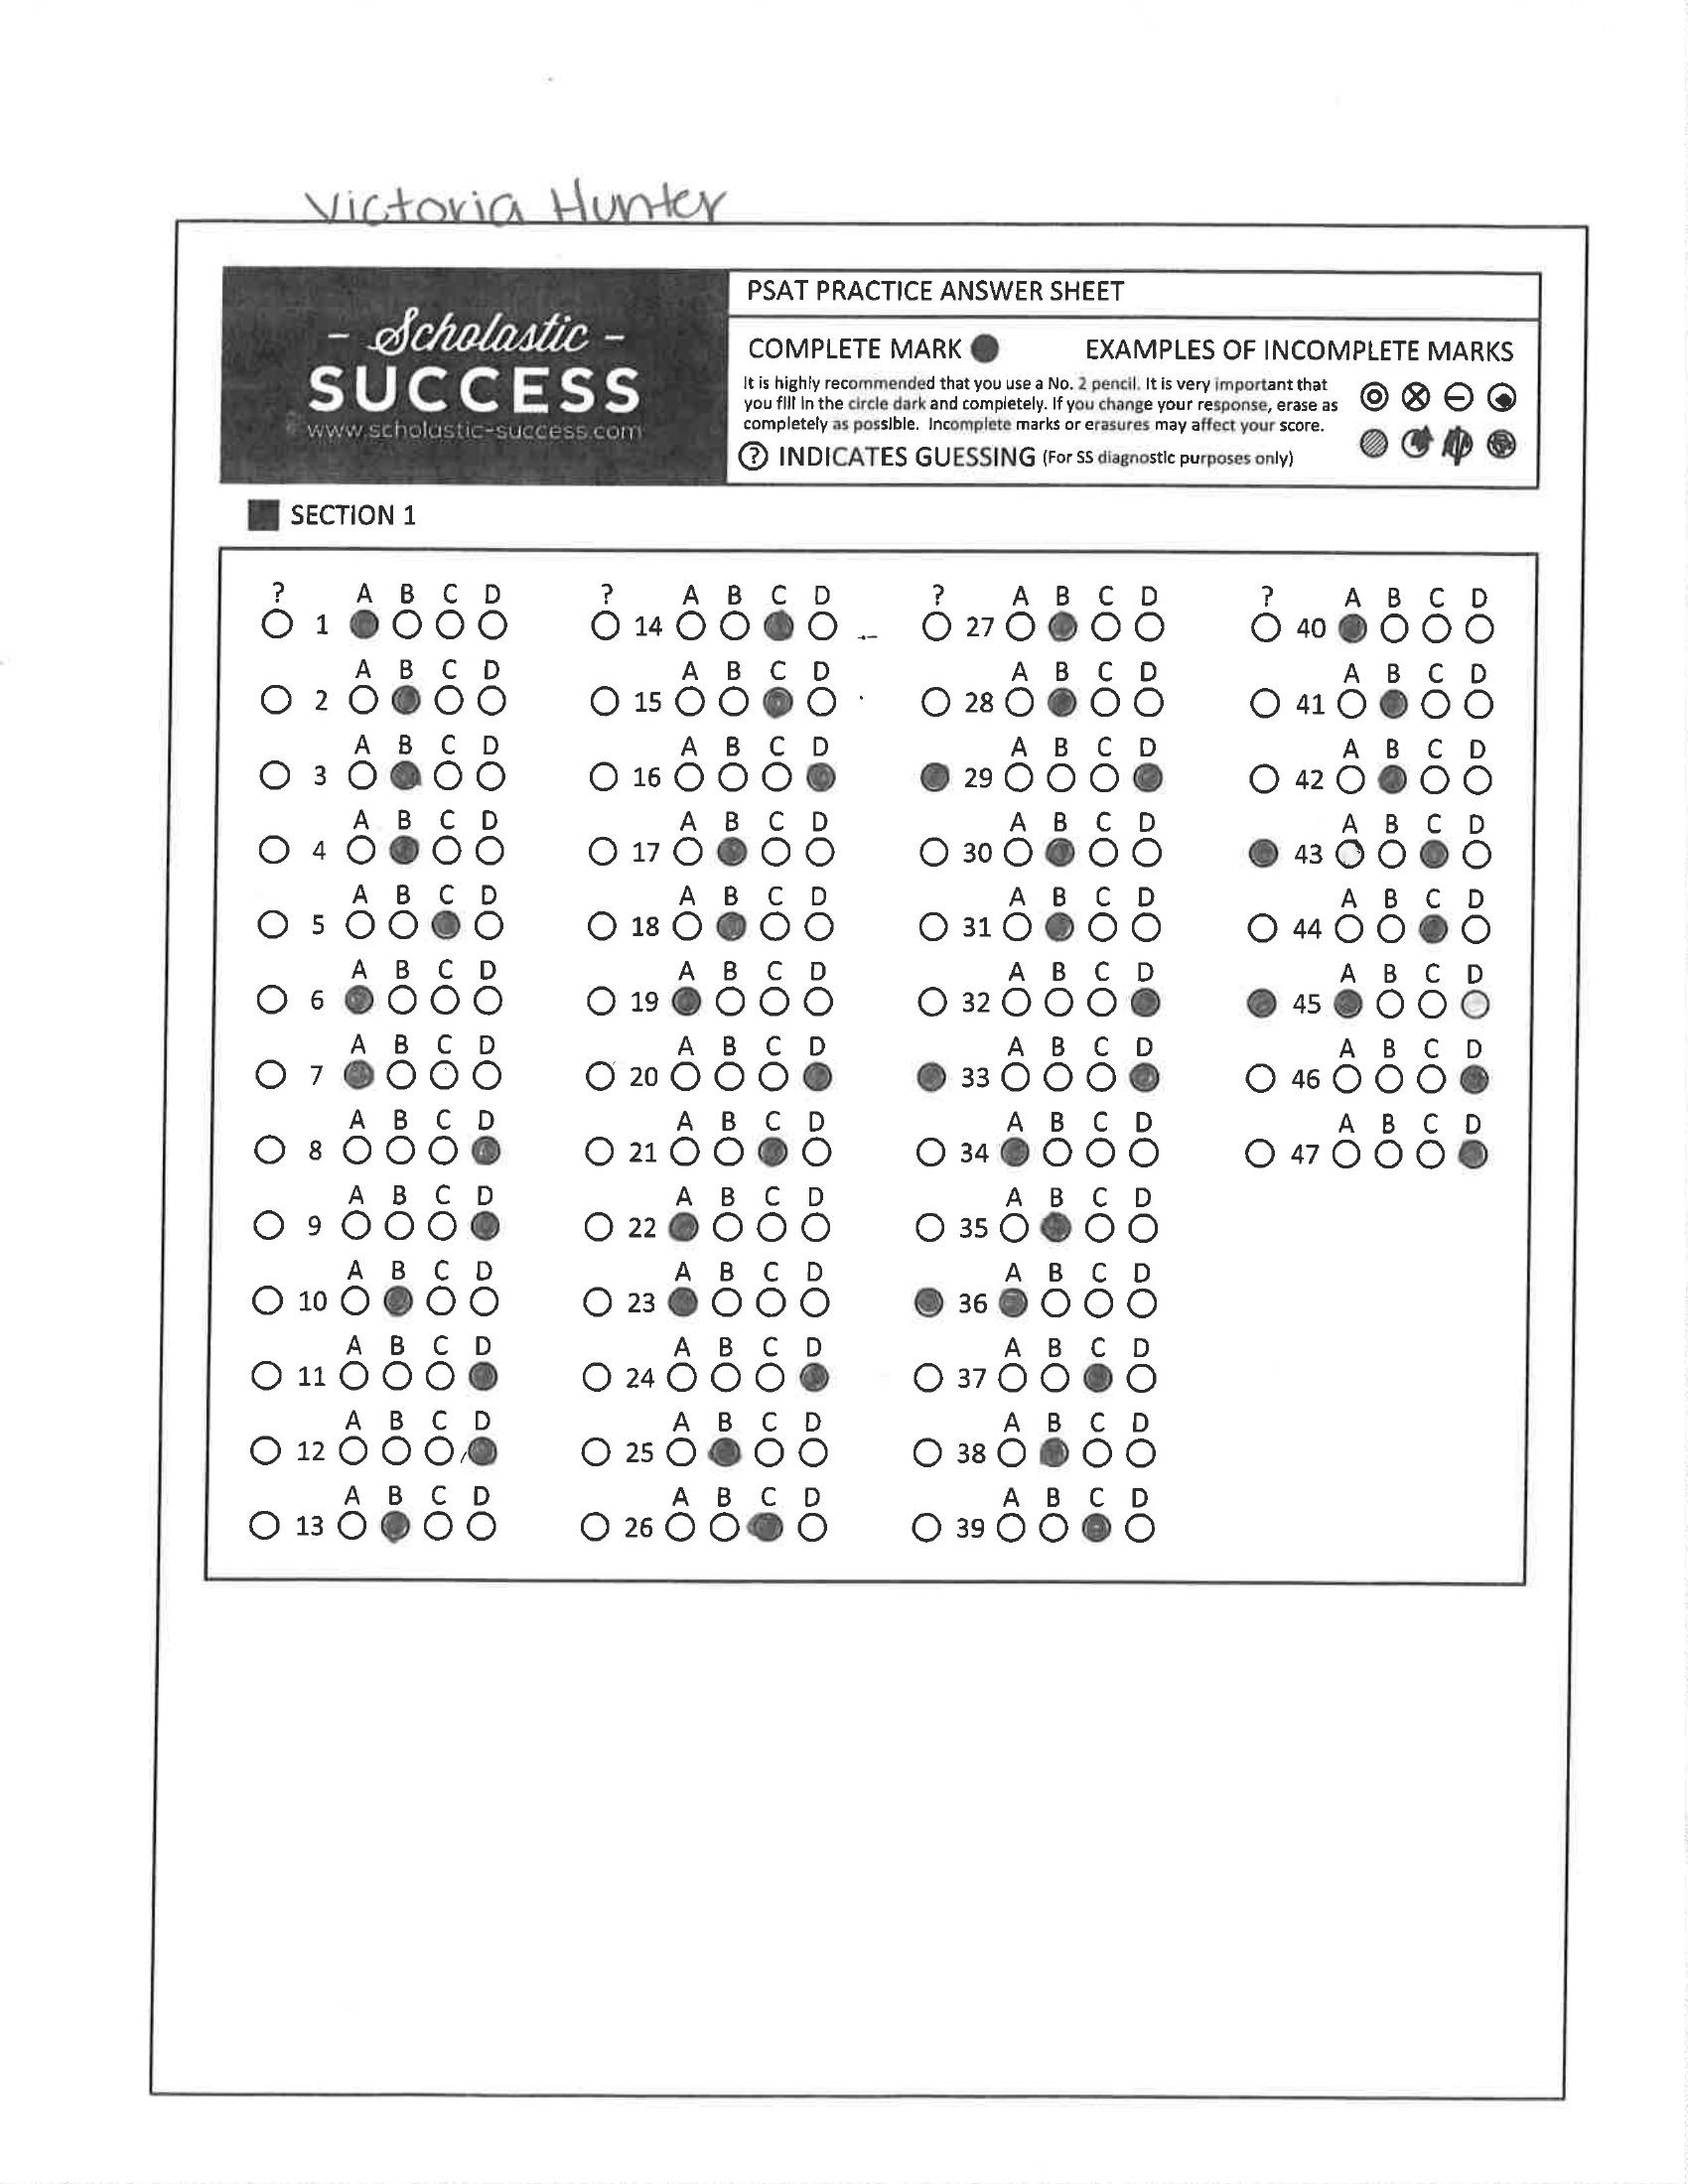 Victoria Hunter
- Scholastic -
SUCCESS
www.scholastic-success.com
PSAT PRACTICE ANSWER SHEET
COMPLETE MARK
EXAMPLES OF INCOMPLETE MARKS
It is highly recommended that you use a No. 2 pencil. It is very important that
you fill in the circle dark and completely. If you change your response, erase as
completely as possible. Incomplete marks or erasures may affect your score.
? INDICATES GUESSING (For SS diagnostic purposes only)
SECTION 1
? A B C D ? A B C D ? A B C D ? A B C D
1 14 27 40
A B C D A B C D A B C D A B C D
2 15 28 41
A B C D A B C D A B C D A B C D
3 16 29 42
A B C D A B C D A B C D A B C D
4 17 30 43
A B C D A B C D A B C D A B C D
5 18 31 44
A B C D A B C D A B C D A B C D
6 19 32 45
A B C D A B C D A B C D A B C D
7 20 33 46
A B C D A B C D A B C D A B C D
8 21 34 47
A B C D A B C D A B C D
9 22 35
A B C D A B C D A B C D
10 23 36
A B C D A B C D A B C D
11 24 37
A B C D A B C D A B C D
12 25 38
A B C D A B C D A B C D
13 26 39